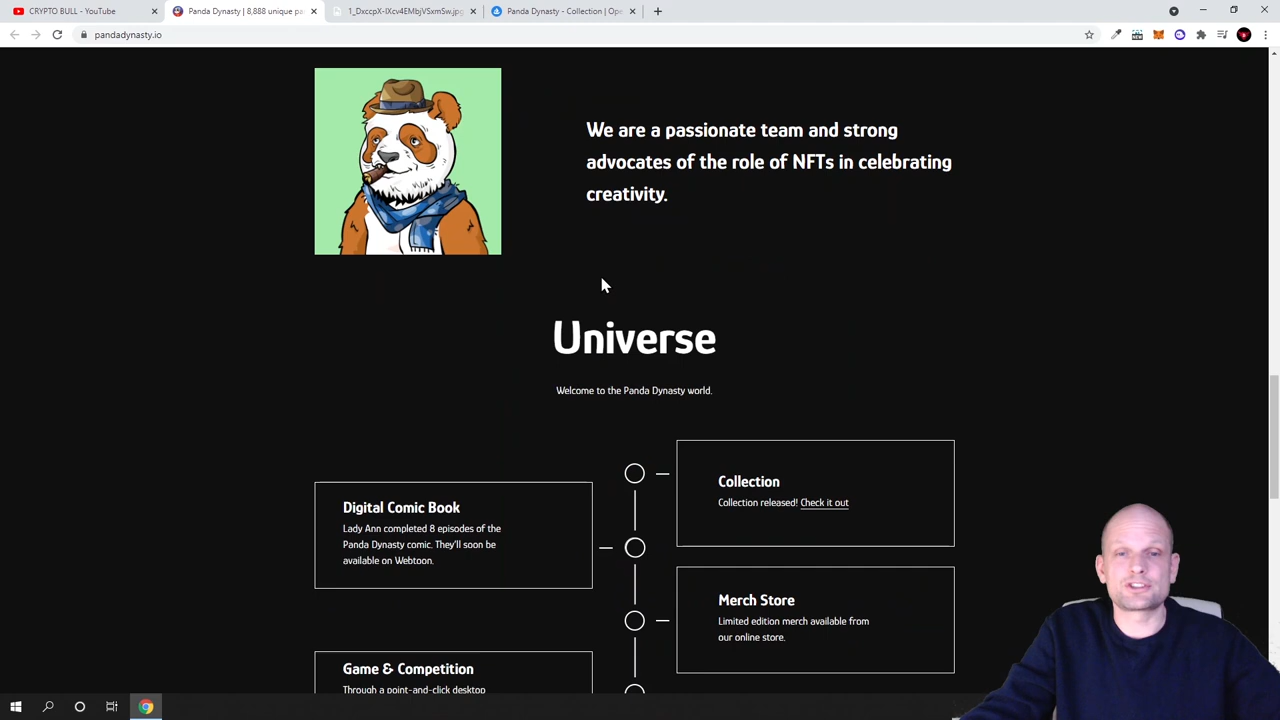 CRYPTO BULL - YouTube
Panda Dynasty | 8,888 unique pa
1_DxccpX-IXcv4EMbjVSxmSw.jpg
Panda Dynasty - Collection | Ope
pandadynasty.io
We are a passionate team and strong
advocates of the role of NFTs in celebrating
creativity.
Universe
Welcome to the Panda Dynasty world.
Collection
Collection released! Check it out
Digital Comic Book
Lady Ann completed 8 episodes of the
Panda Dynasty comic. They'll soon be
available on Webtoon.
Merch Store
Limited edition merch available from
our online store.
Game & Competition
Through a point-and-click desktop